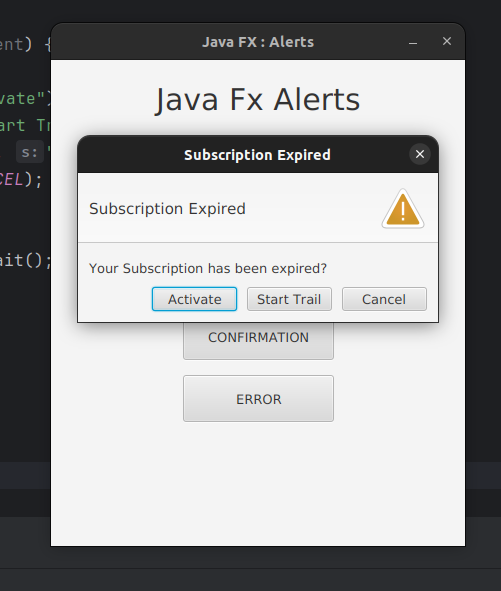 ent) {
Java FX : Alerts
vate")
Java Fx Alerts
art Tr
s: "
CEL);
ait();
Subscription Expired
Subscription Expired
Your Subscription has been expired?
Activate Start Trail Cancel
CONFIRMATION
ERROR